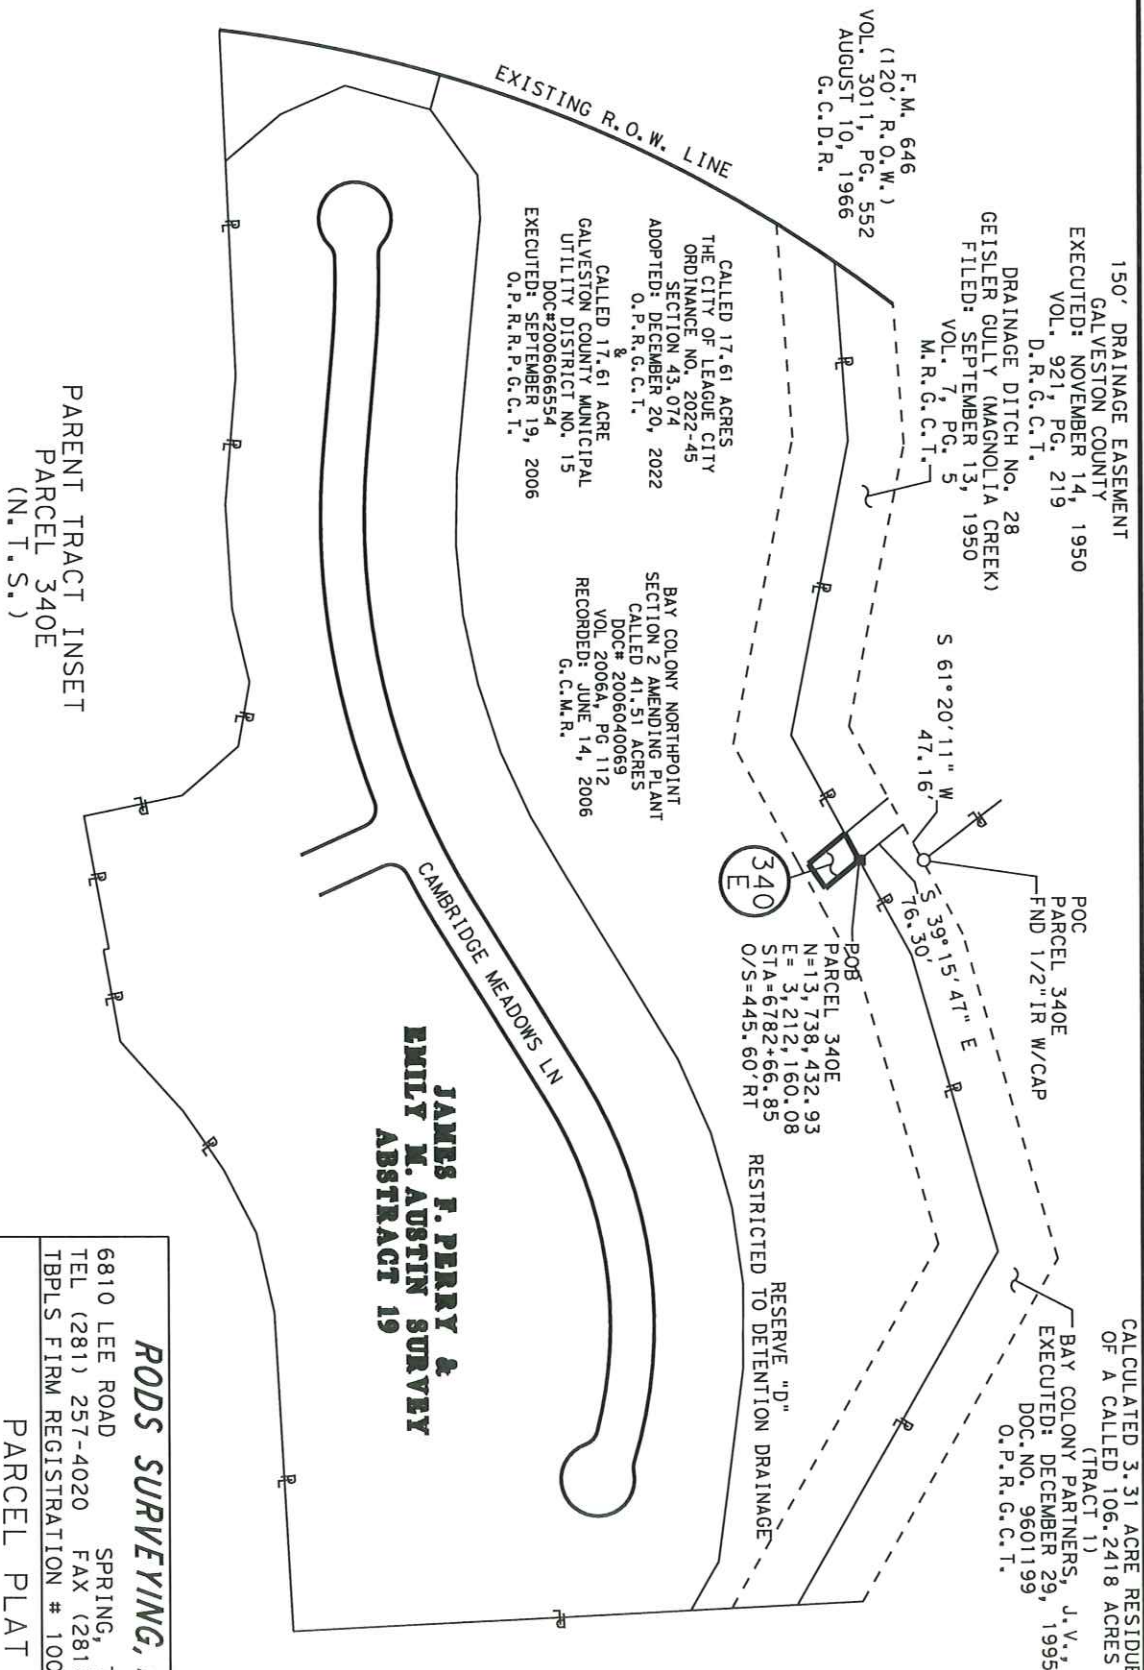 150' DRAINAGE EASEMENT
GALVESTON COUNTY
EXECUTED: NOVEMBER 14, 1950
VOL. 921, PG. 219
D.R.G.C.T.
DRAINAGE DITCH No. 28
GEISLER GULLY (MAGNOLIA CREEK)
FILED: SEPTEMBER 13, 1950
VOL. 7, PG. 5
M.R.G.C.T.
F.M. 646
(120' R.O.W.)
VOL. 3011, PG. 552
AUGUST 10, 1966
G.C.D.R.
EXISTING R.O.W. LINE
CALLED 17.61 ACRES
THE CITY OF LEAGUE CITY
ORDINANCE NO. 2022-45
SECTION 43.074
ADOPTED: DECEMBER 20, 2022
O.P.R.G.C.T.
&
CALLED 17.61 ACRE
GALVESTON COUNTY MUNICIPAL
UTILITY DISTRICT NO. 15
DOC#2006066554
EXECUTED: SEPTEMBER 19, 2006
O.P.R.R.P.G.C.T.
BAY COLONY NORTHPOINT
SECTION 2 AMENDING PLANT
CALLED 41.51 ACRES
DOC# 2006040069
VOL 2006A, PG 112
RECORDED: JUNE 14, 2006
G.C.M.R.
S 61°20'11" W
47.16'
POC
PARCEL 340E
FND 1/2"IR W/CAP
S 39°15'47" E
76.30'
340
E
POB
PARCEL 340E
N=13,738,432.93
E= 3,212,160.08
STA=6782+66.85
O/S=445.60'RT
CALCULATED 3.31 ACRE RESIDUE
OF A CALLED 106.2418 ACRES
(TRACT 1)
BAY COLONY PARTNERS, J.V.,
EXECUTED: DECEMBER 29, 1995
DOC.NO. 9601199
O.P.R.G.C.T.
RESERVE "D"
RESTRICTED TO DETENTION DRAINAGE
CAMBRIDGE MEADOWS LN
JAMES F. PERRY &
EMILY M. AUSTIN SURVEY
ABSTRACT 19
PARENT TRACT INSET
PARCEL 340E
(N.T.S.)
RODS SURVEYING,
6810 LEE ROAD SPRING,
TEL (281) 257-4020 FAX (281
TBPLS FIRM REGISTRATION # 100
PARCEL PLAT